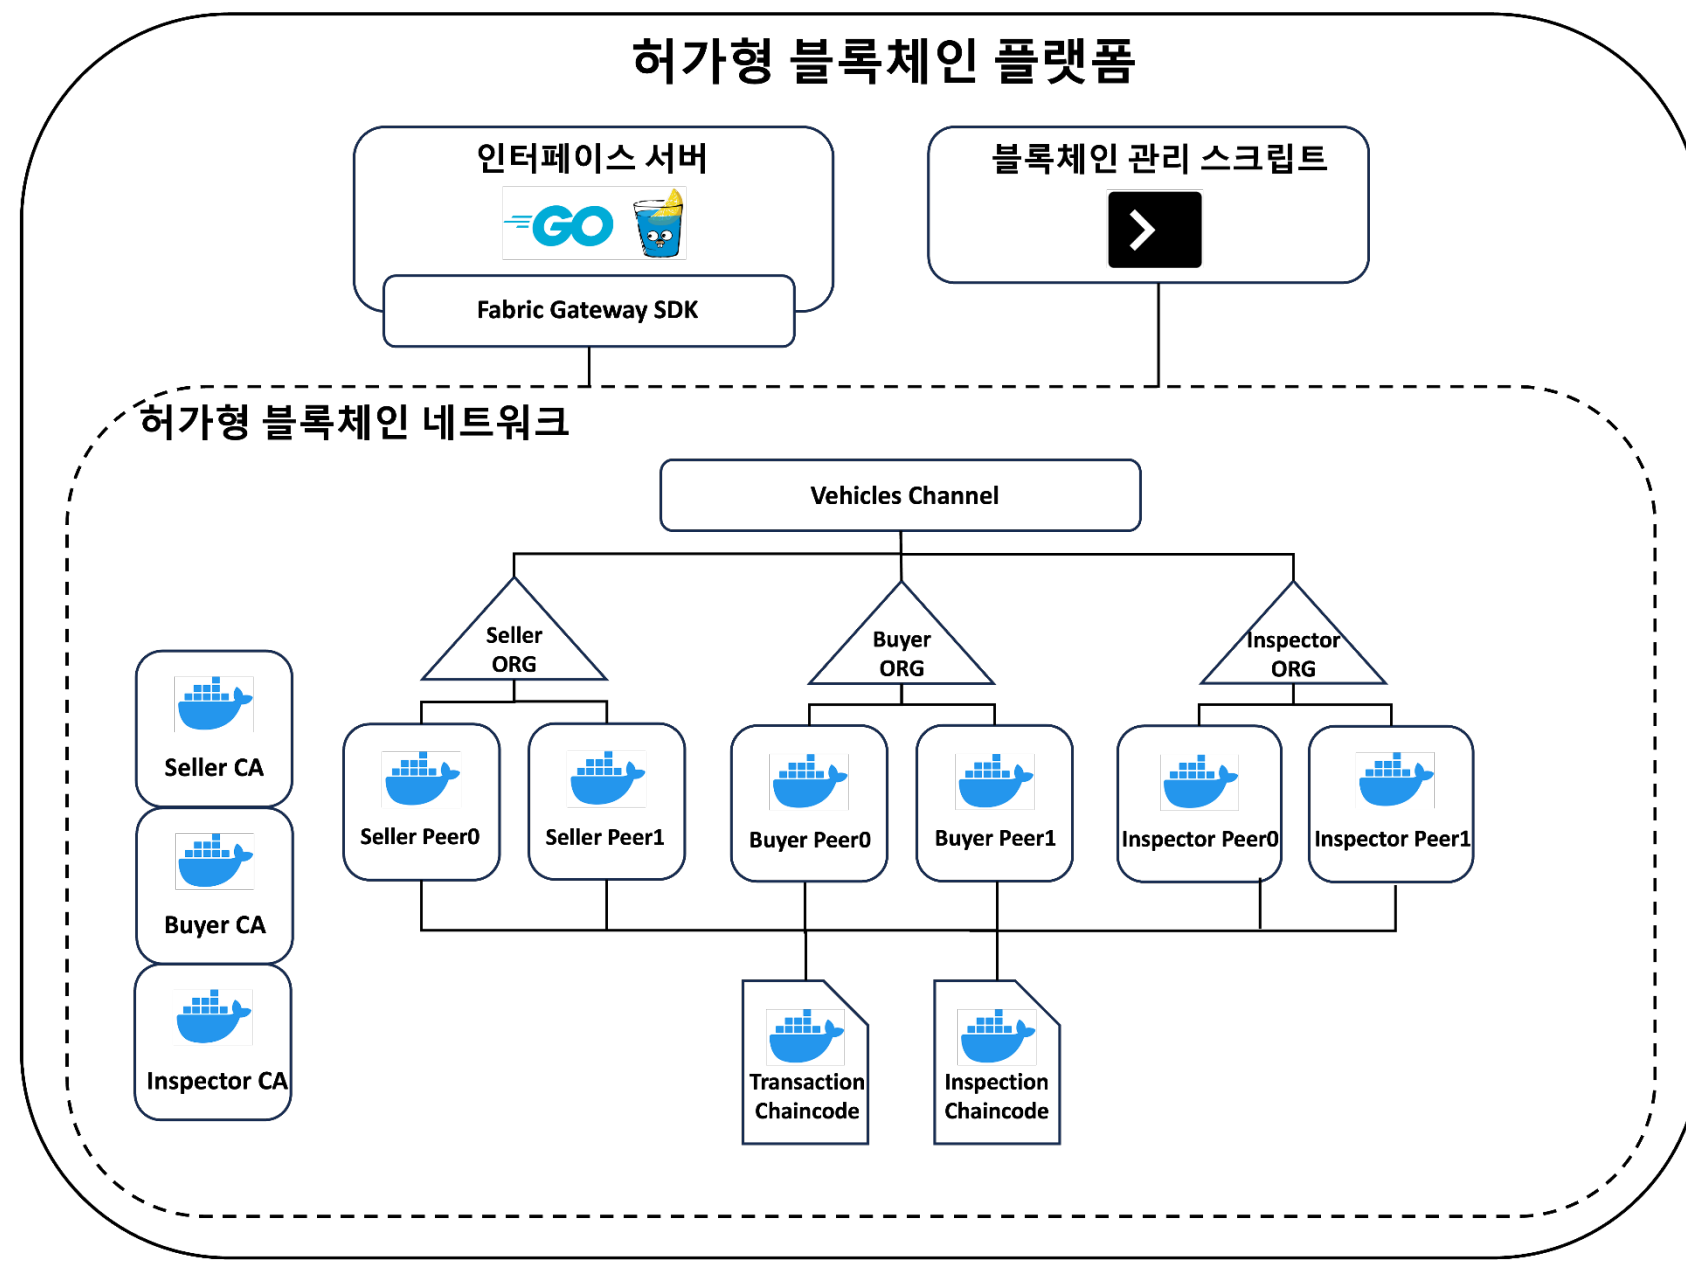 허가형 블록체인 플랫폼
인터페이스 서버
GO
Fabric Gateway SDK
블록체인 관리 스크립트
허가형 블록체인 네트워크
Vehicles Channel
Seller
ORG
Buyer
ORG
Inspector
ORG
Seller CA
Buyer CA
Inspector CA
Seller Peer0
Seller Peer1
Buyer Peer0
Buyer Peer1
Inspector Peer0
Inspector Peer1
Transaction
Chaincode
Inspection
Chaincode